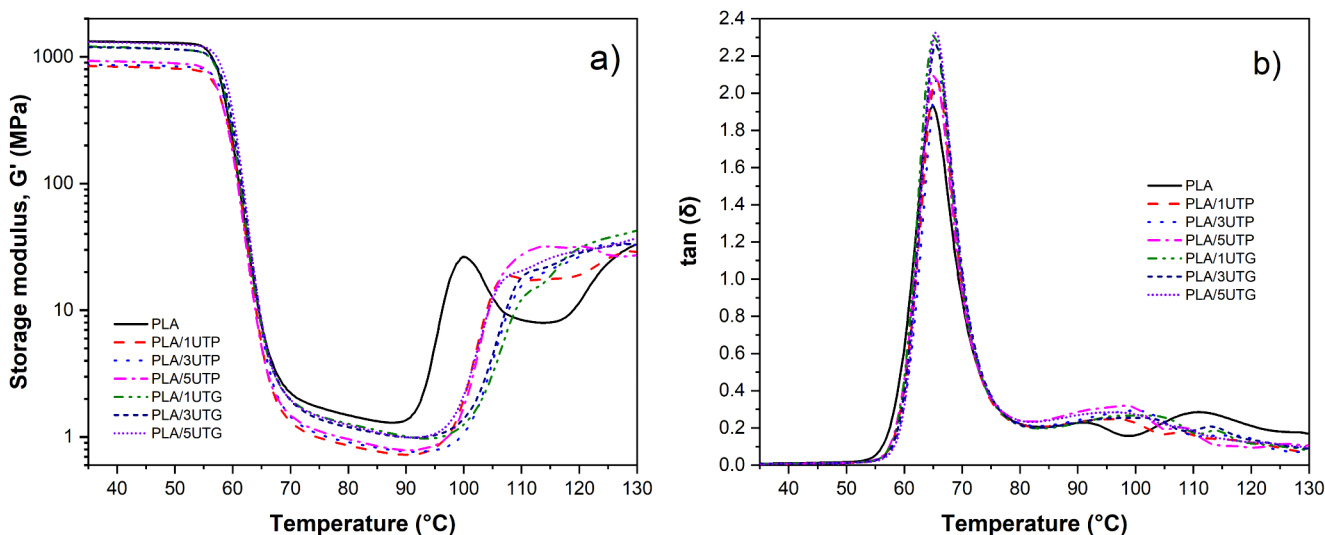 a)
Storage modulus, G' (MPa)
1000
100
10
1
PLA
PLA/1UTP
PLA/3UTP
PLA/5UTP
PLA/1UTG
PLA/3UTG
PLA/5UTG
40 50 60 70 80 90 100 110 120 130
Temperature (°C)
b)
tan (δ)
2.4
2.2
2.0
1.8
1.6
1.4
1.2
1.0
0.8
0.6
0.4
0.2
0.0
PLA
PLA/1UTP
PLA/3UTP
PLA/5UTP
PLA/1UTG
PLA/3UTG
PLA/5UTG
40 50 60 70 80 90 100 110 120 130
Temperature (°C)